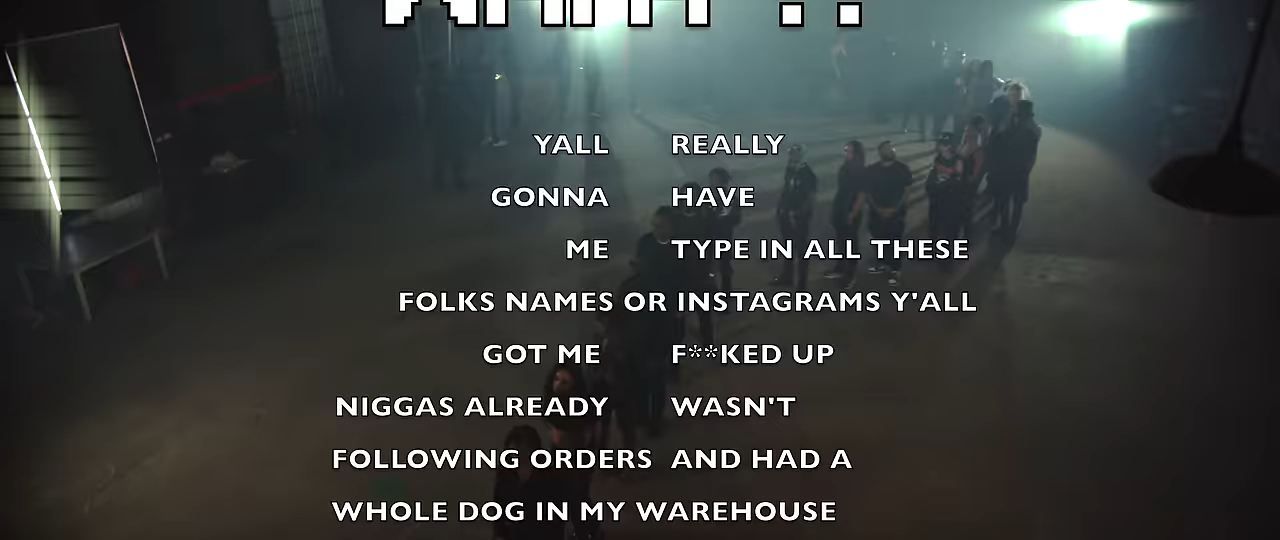 YALL REALLY
GONNA HAVE
ME TYPE IN ALL THESE
FOLKS NAMES OR INSTAGRAMS Y'ALL
GOT ME F**KED UP
NIGGAS ALREADY WASN'T
FOLLOWING ORDERS AND HAD A
WHOLE DOG IN MY WAREHOUSE